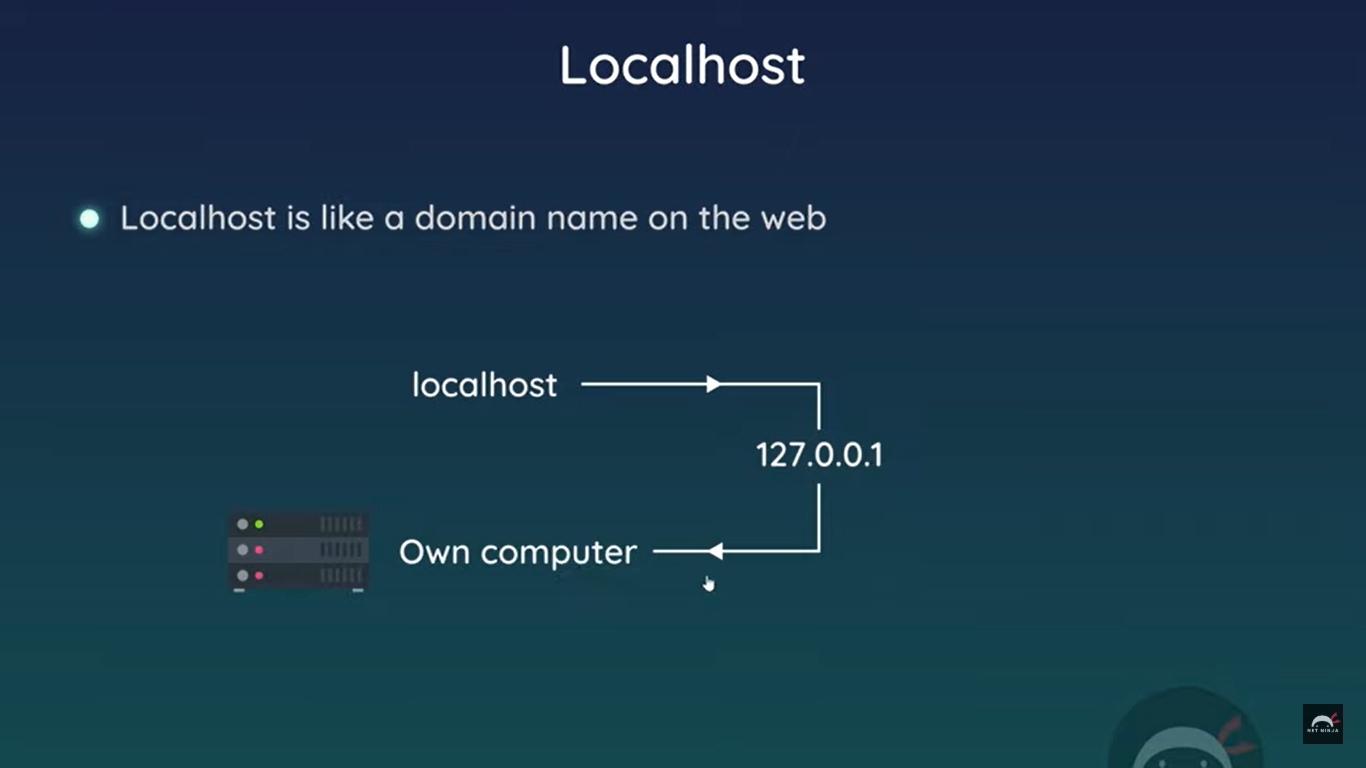 Localhost
Localhost is like a domain name on the web
localhost
127.0.0.1
Own computer
NET NINJA